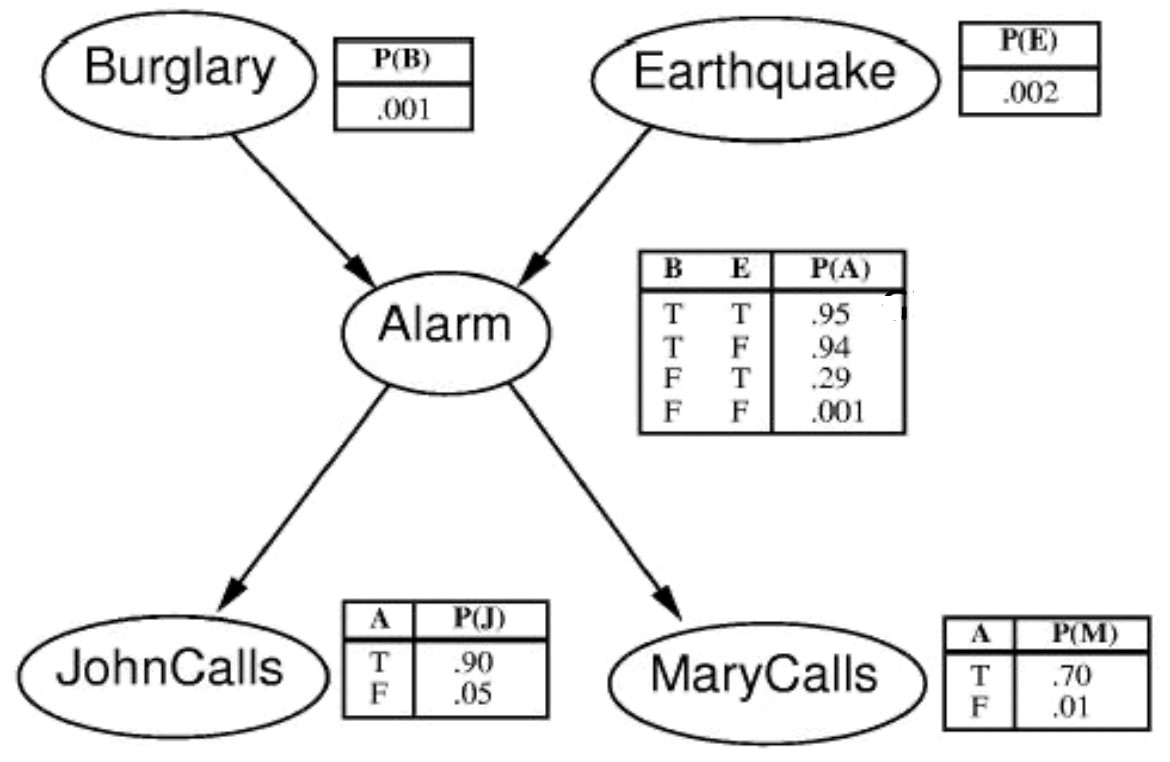 Burglary
P(B)
.001
Earthquake
P(E)
.002
Alarm
B E P(A)
T T .95
T F .94
F T .29
F F .001
JohnCalls
A P(J)
T .90
F .05
MaryCalls
A P(M)
T .70
F .01